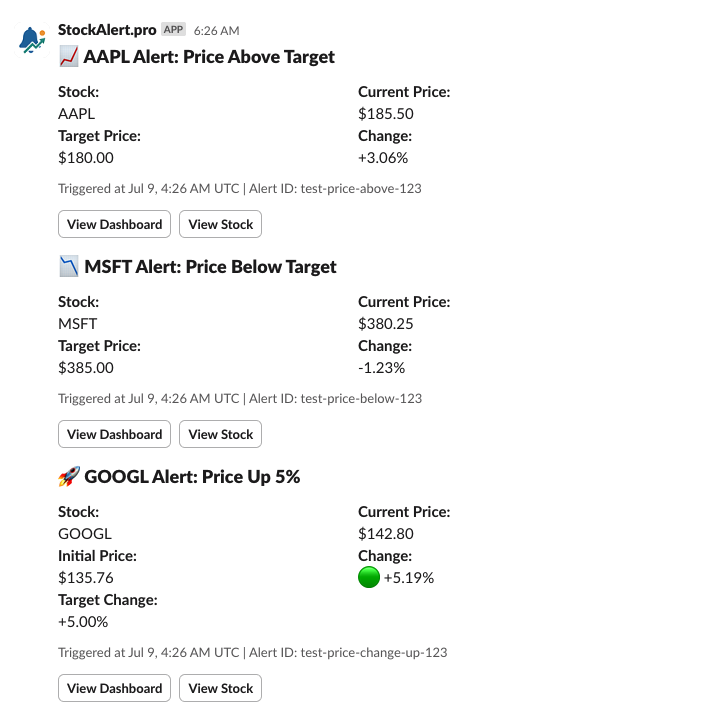 StockAlert.pro APP 6:26 AM
AAPL Alert: Price Above Target
Stock: Current Price:
AAPL $185.50
Target Price: Change:
$180.00 +3.06%
Triggered at Jul 9, 4:26 AM UTC | Alert ID: test-price-above-123
View Dashboard View Stock
MSFT Alert: Price Below Target
Stock: Current Price:
MSFT $380.25
Target Price: Change:
$385.00 -1.23%
Triggered at Jul 9, 4:26 AM UTC | Alert ID: test-price-below-123
View Dashboard View Stock
GOOGL Alert: Price Up 5%
Stock: Current Price:
GOOGL $142.80
Initial Price: Change:
$135.76 +5.19%
Target Change:
+5.00%
Triggered at Jul 9, 4:26 AM UTC | Alert ID: test-price-change-up-123
View Dashboard View Stock